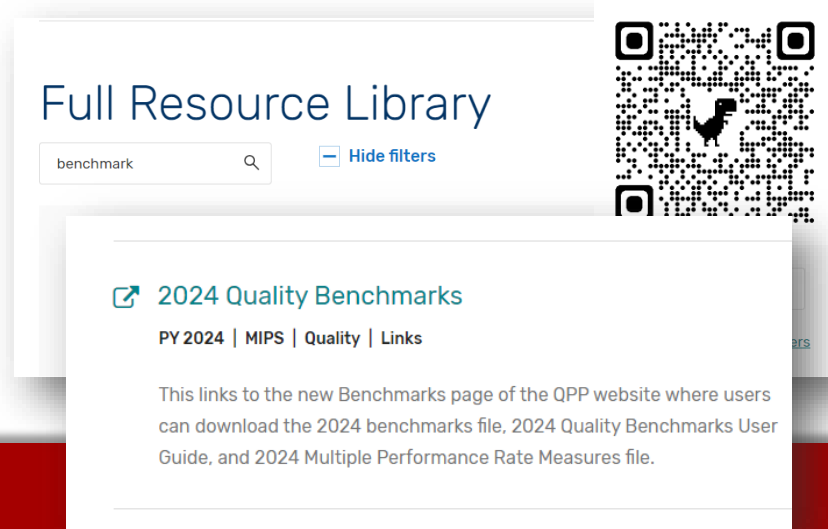 Full Resource Library
benchmark
Hide filters
2024 Quality Benchmarks
PY 2024 | MIPS | Quality | Links
ers
This links to the new Benchmarks page of the QPP website where users
can download the 2024 benchmarks file, 2024 Quality Benchmarks User
Guide, and 2024 Multiple Performance Rate Measures file.